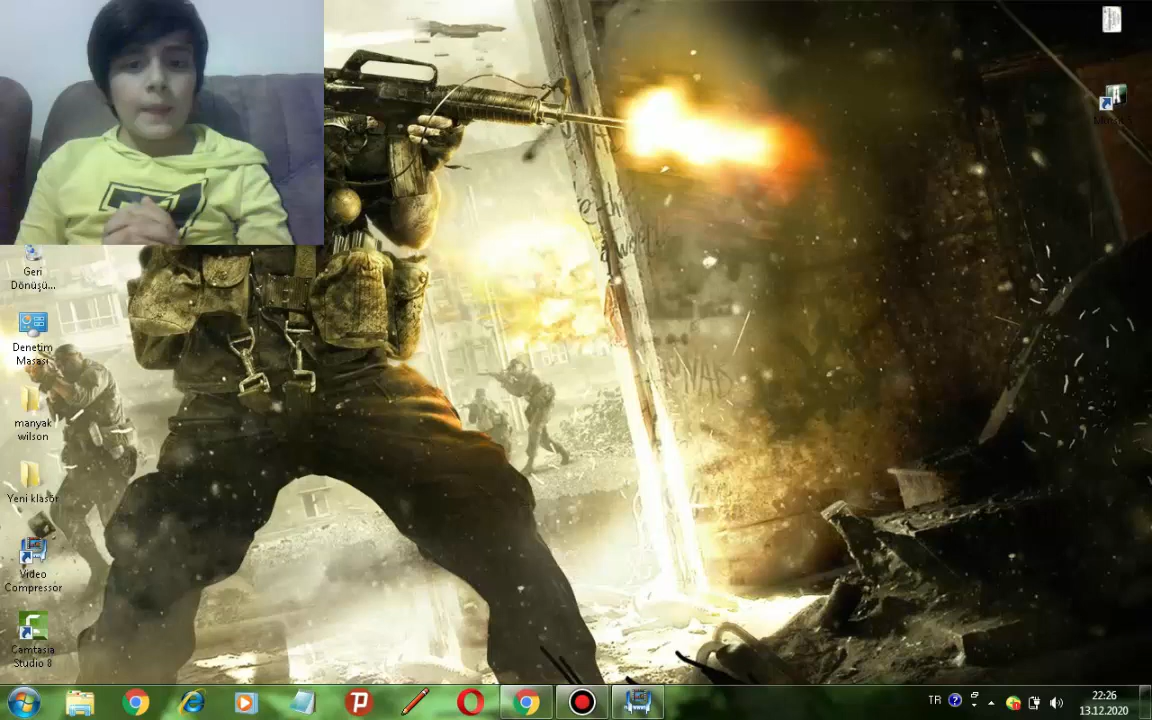 Geri
Dönüşü...
Denetim
Masası
manyak
wilson
Yeni klasör
Video
Compressor
Camtasia
Studio 8
TR
22:26
13.12.2020